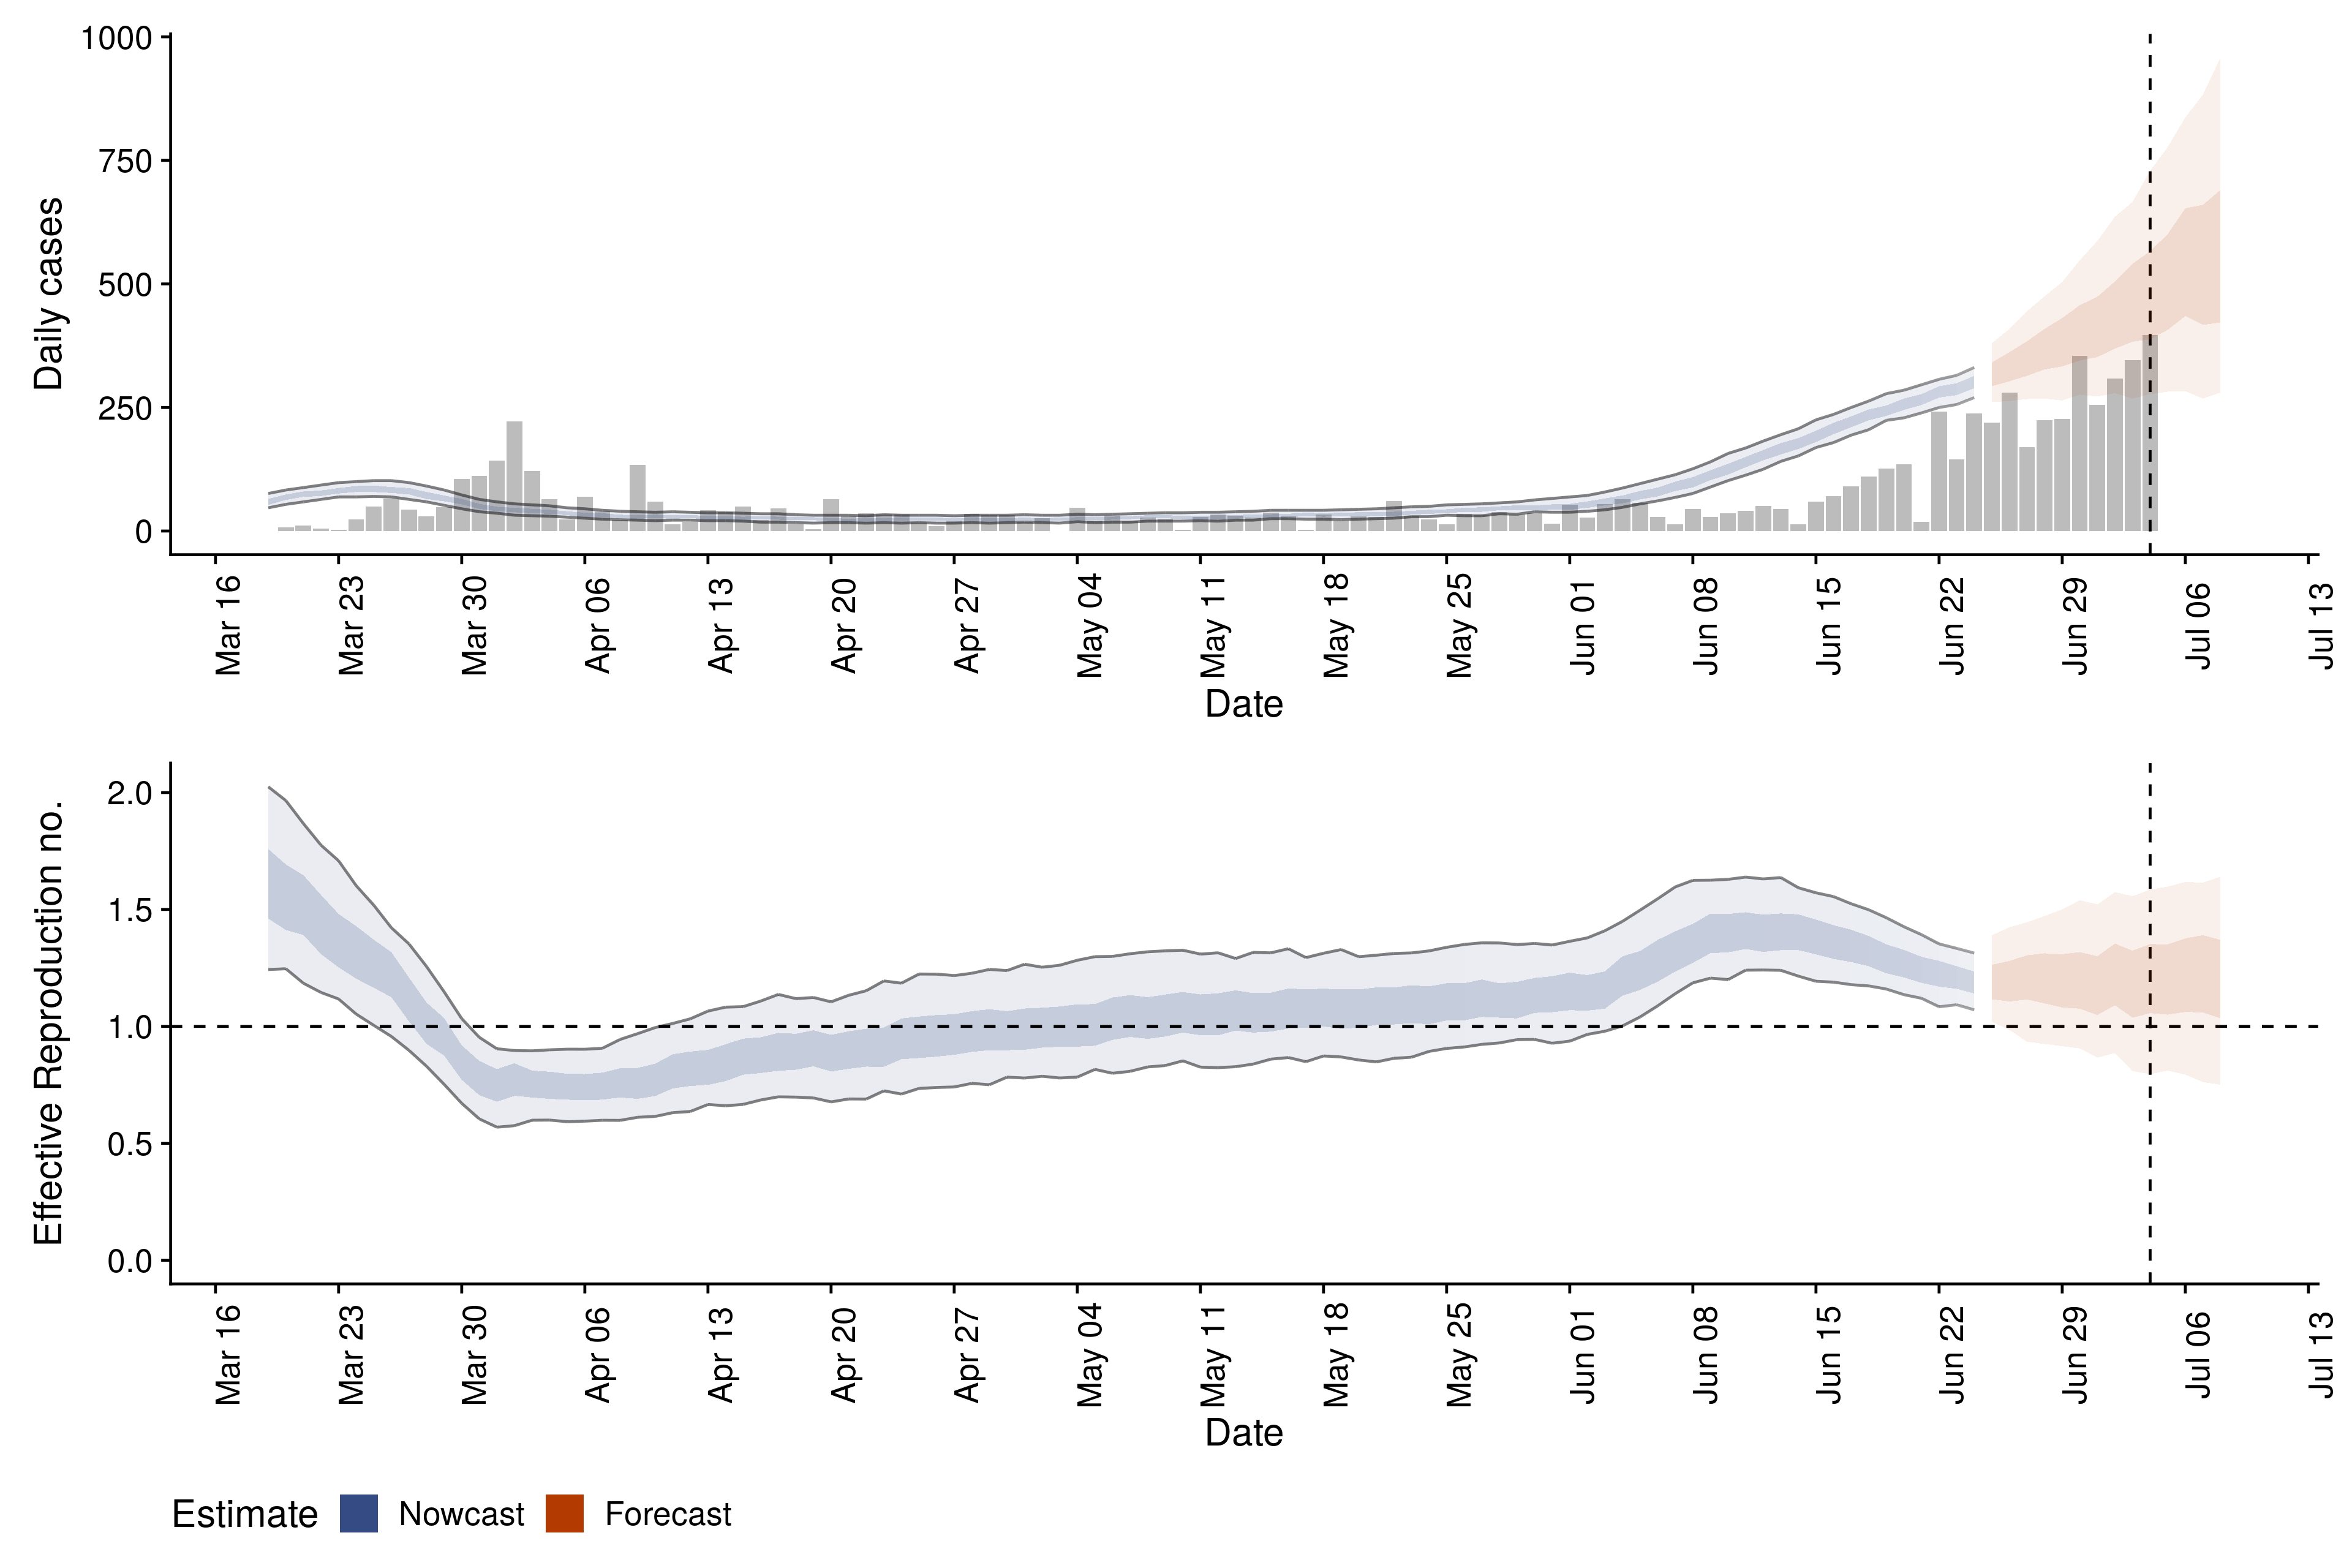 1000
750
500
250
0
Daily cases
Mar 16 Mar 23 Mar 30 Apr 06 Apr 13 Apr 20 Apr 27 May 04 May 11 May 18 May 25 Jun 01 Jun 08 Jun 15 Jun 22 Jun 29 Jul 06 Jul 13
Date
2.0
1.5
1.0
0.5
0.0
Effective Reproduction no.
Mar 16 Mar 23 Mar 30 Apr 06 Apr 13 Apr 20 Apr 27 May 04 May 11 May 18 May 25 Jun 01 Jun 08 Jun 15 Jun 22 Jun 29 Jul 06 Jul 13
Date
Estimate Nowcast Forecast